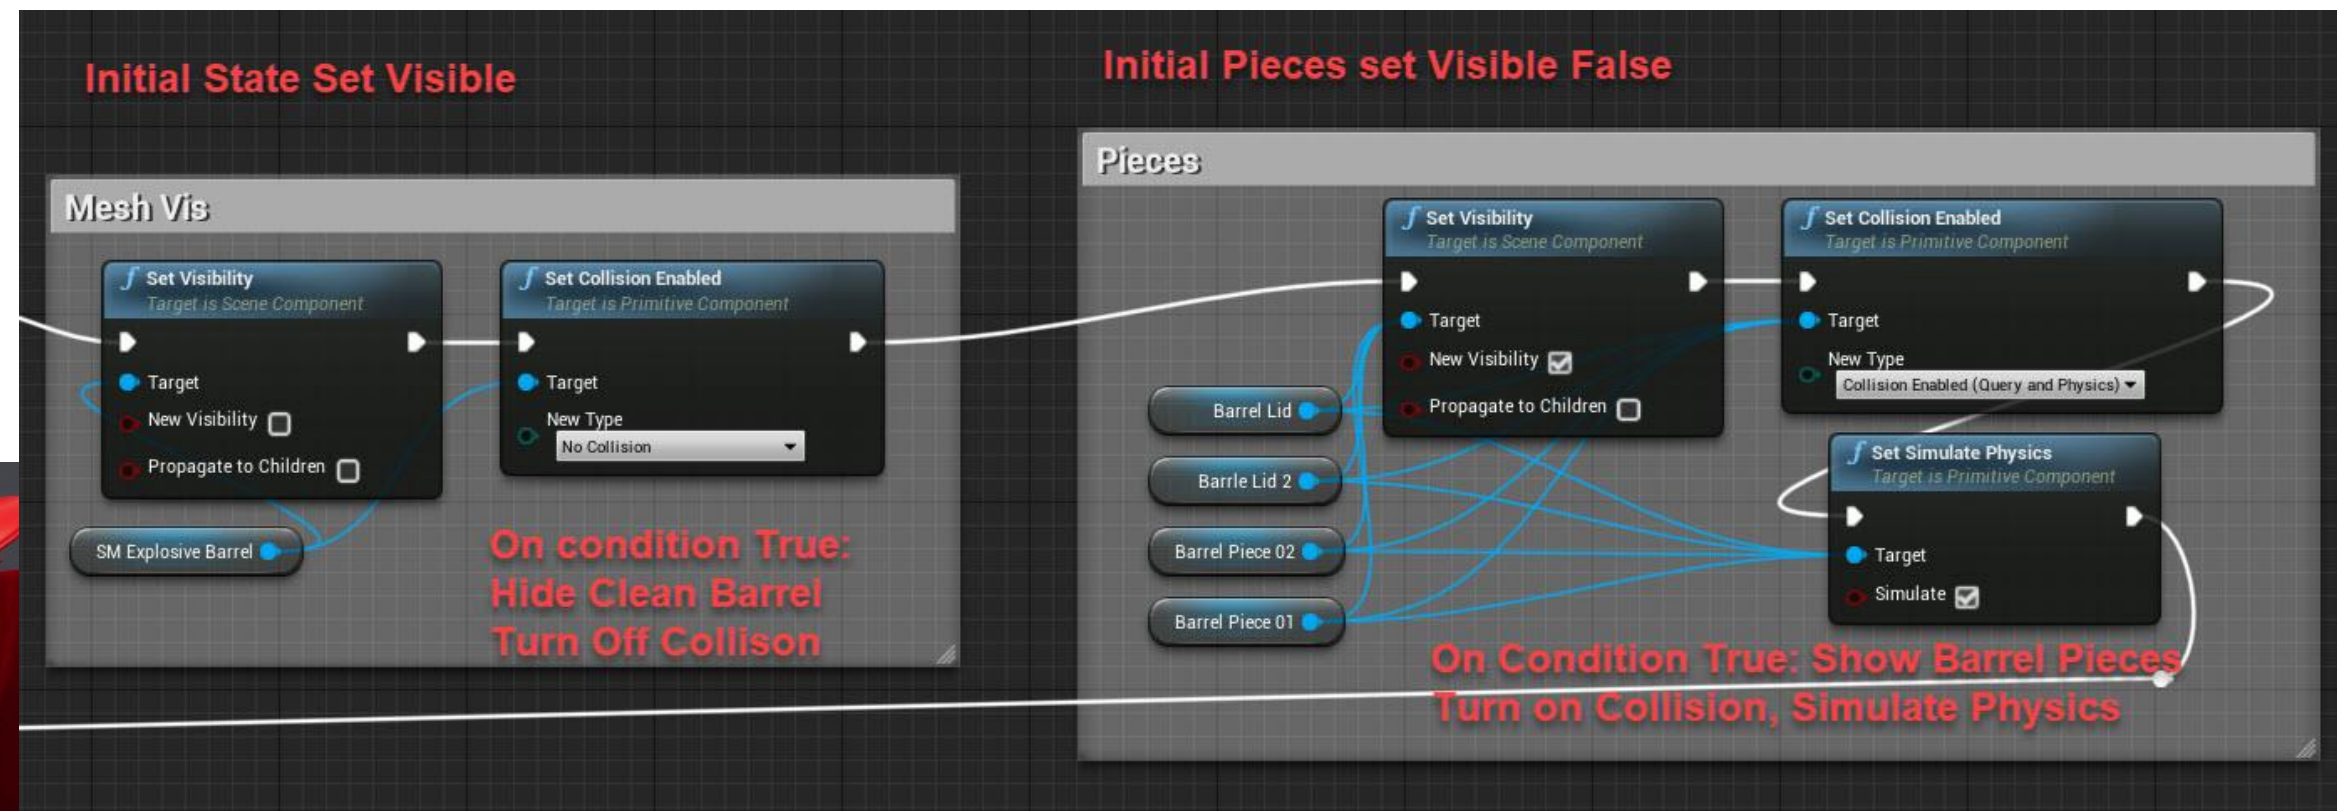 Initial State Set Visible
Initial Pieces set Visible False
Mesh Vis
Set Visibility
Target is Scene Component
Target
New Visibility
Propagate to Children
SM Explosive Barrel
Set Collision Enabled
Target is Primitive Component
Target
New Type
No Collision
On condition True:
Hide Clean Barrel
Turn Off Collison
Pieces
Set Visibility
Target is Scene Component
Target
New Visibility
Propagate to Children
Barrel Lid
Barrle Lid 2
Barrel Piece 02
Barrel Piece 01
Set Collision Enabled
Target is Primitive Component
Target
New Type
Collision Enabled (Query and Physics)
Set Simulate Physics
Target is Primitive Component
Target
Simulate
On Condition True: Show Barrel Pieces
Turn on Collision, Simulate Physics